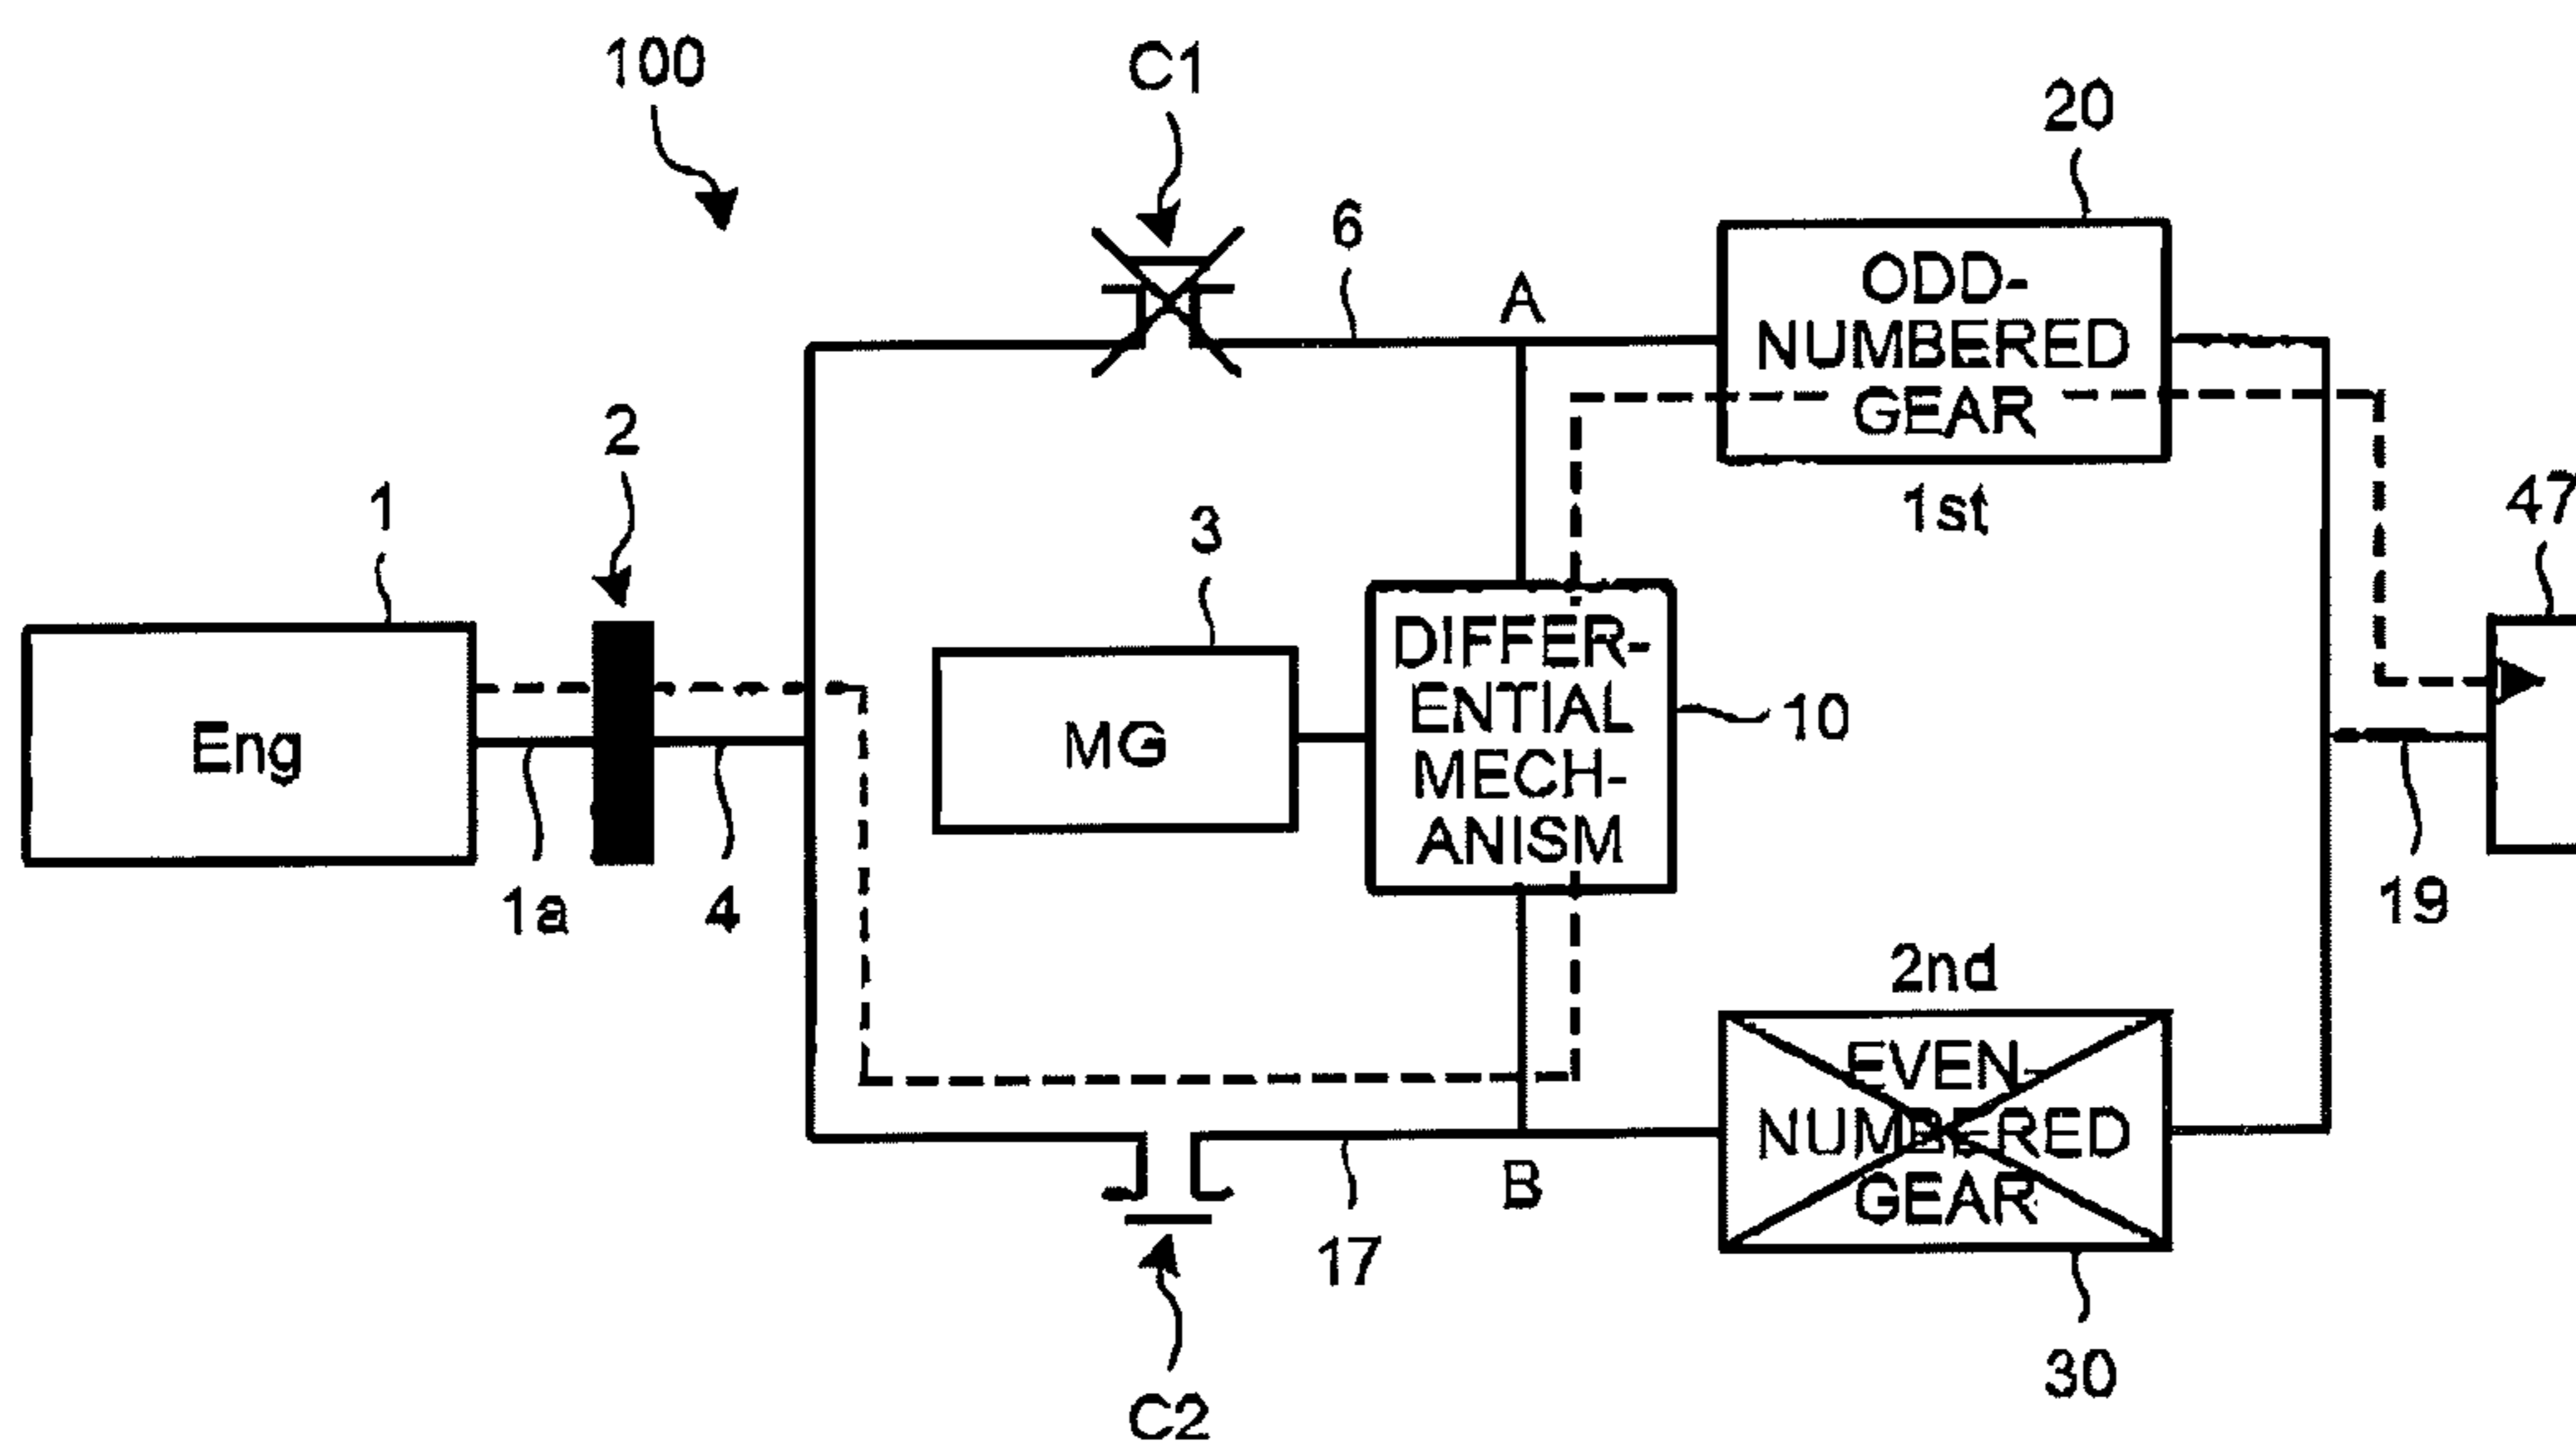 100
C1
20
6
A
ODD-
NUMBERED
GEAR
1st
2
1
3
47
Eng
MG
DIFFER-
ENTIAL
MECH-
ANISM
10
1a
4
19
2nd
EVEN-
NUMBERED
GEAR
B
17
30
C2